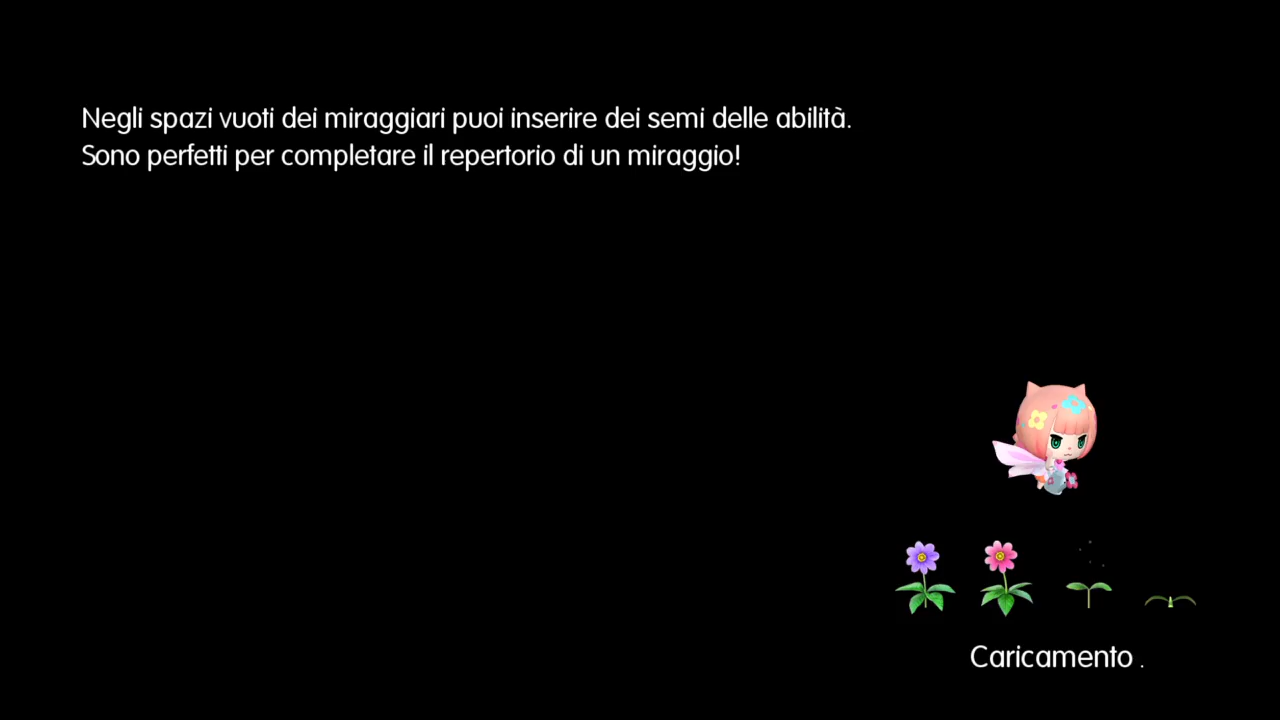 Negli spazi vuoti dei miraggiari puoi inserire dei semi delle abilità.
Sono perfetti per completare il repertorio di un miraggio!
Caricamento .